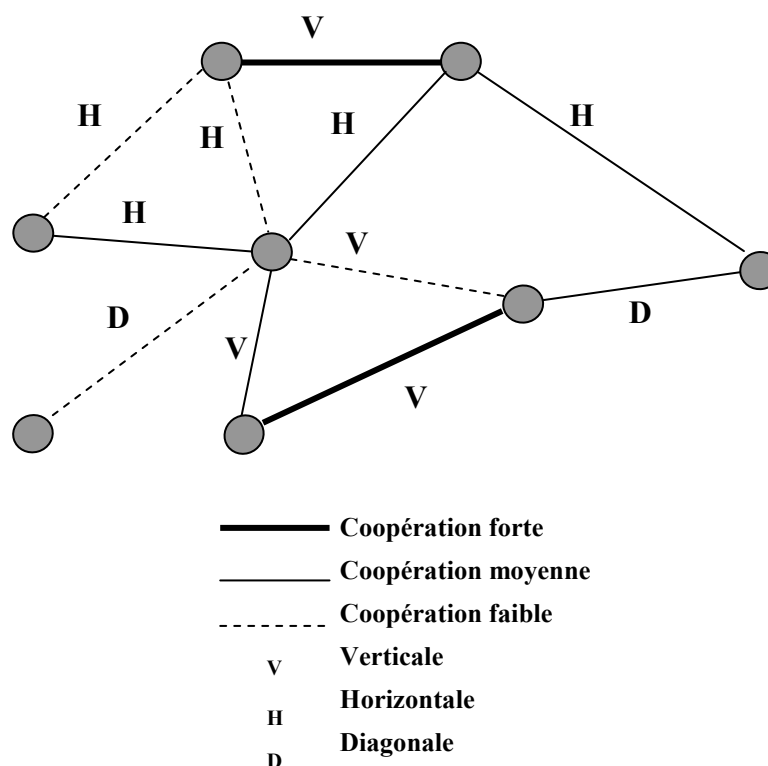 V
H
H
H
H
H
V
D
D
V
V
Coopération forte
Coopération moyenne
Coopération faible
V Verticale
H Horizontale
D Diagonale